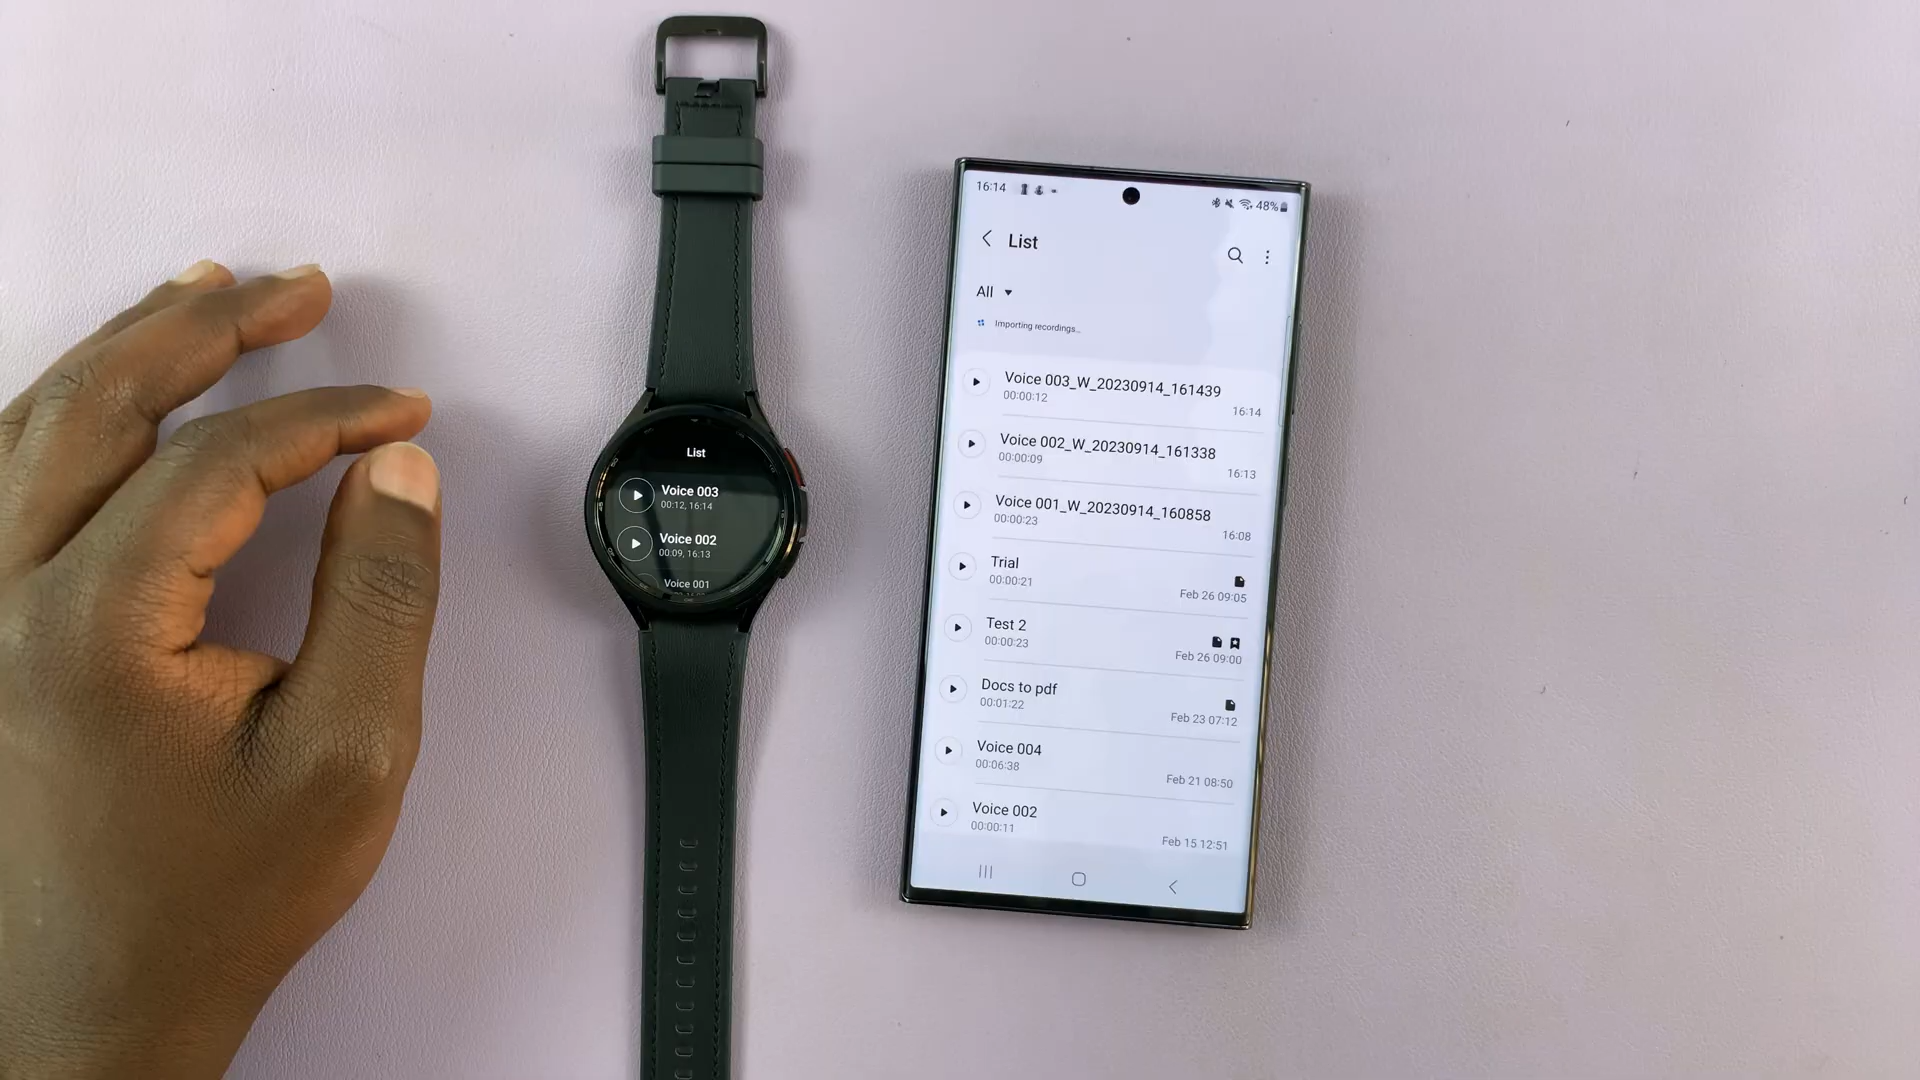 List
Voice 003
00:12, 16:14
Voice 002
00:09, 16:13
Voice 001
16:14
48%
List
All
Importing recordings...
Voice 003_W_20230914_161439
00:00:12
16:14
Voice 002_W_20230914_161338
00:00:09
16:13
Voice 001_W_20230914_160858
00:00:23
16:08
Trial
00:00:21
Feb 26 09:05
Test 2
00:00:23
Feb 26 09:00
Docs to pdf
00:01:22
Feb 23 07:12
Voice 004
00:06:38
Feb 21 08:50
Voice 002
00:00:11
Feb 15 12:51